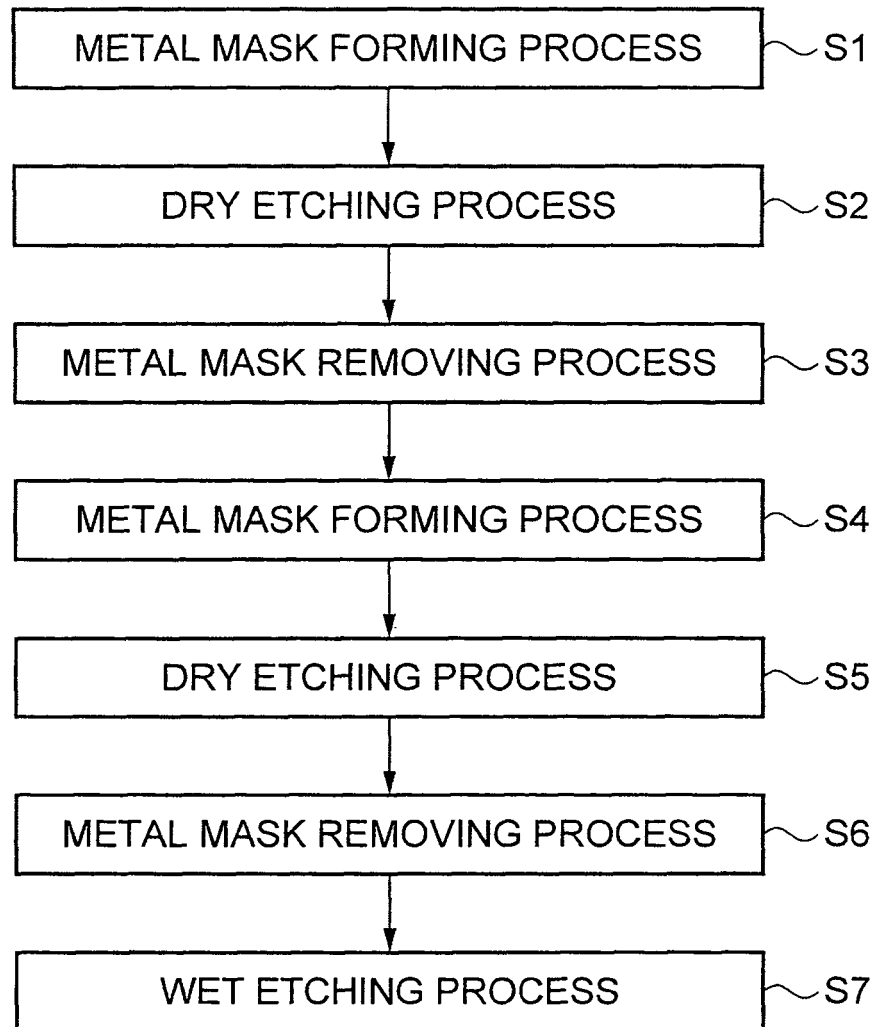 METAL MASK FORMING PROCESS S1
DRY ETCHING PROCESS S2
METAL MASK REMOVING PROCESS S3
METAL MASK FORMING PROCESS S4
DRY ETCHING PROCESS S5
METAL MASK REMOVING PROCESS S6
WET ETCHING PROCESS S7